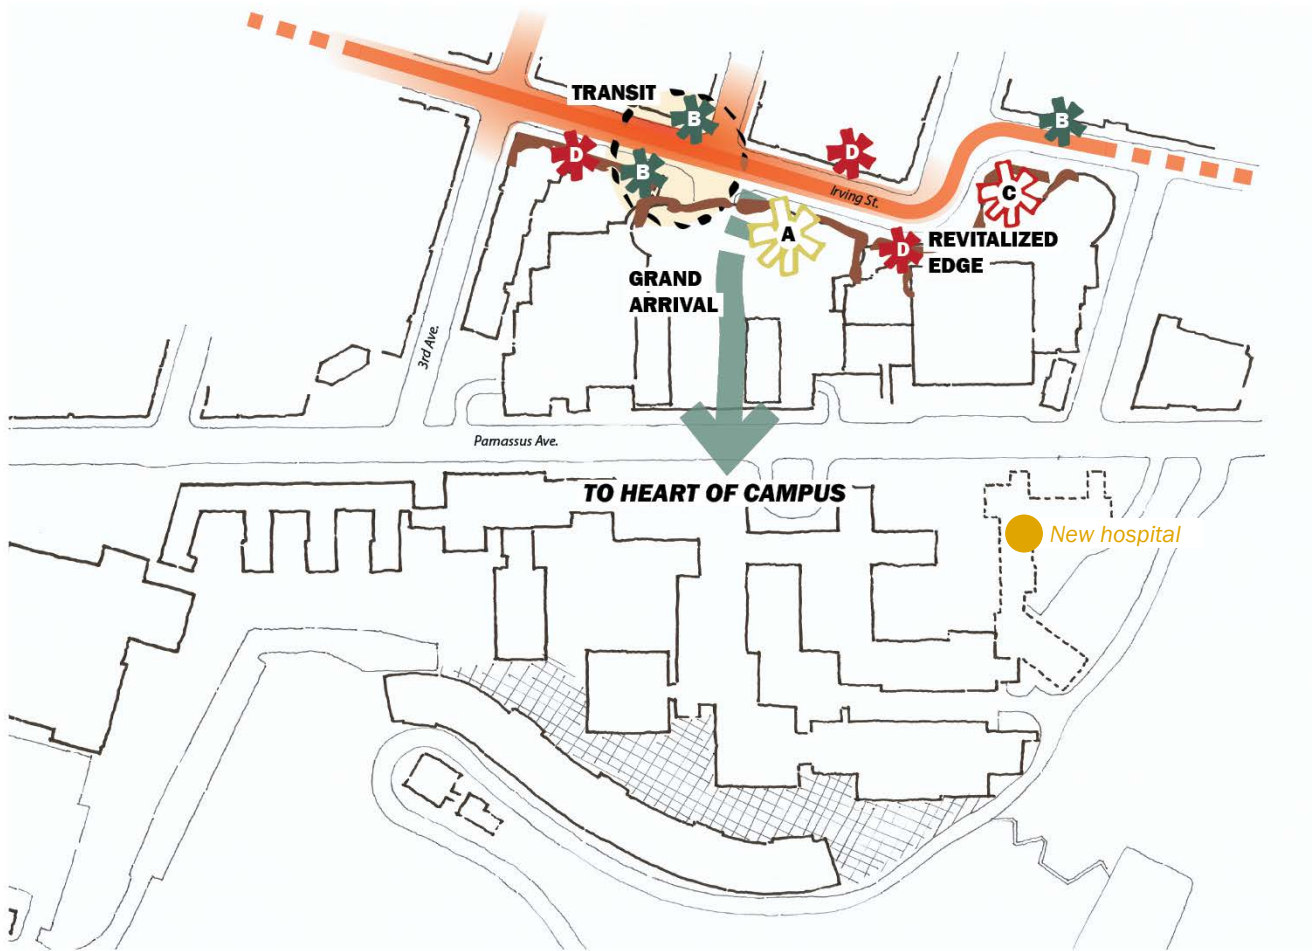 TRANSIT
B
B
D
B
D
Irving St.
C
A
D
REVITALIZED
EDGE
GRAND
ARRIVAL
3rd Ave.
Parnassus Ave.
TO HEART OF CAMPUS
New hospital